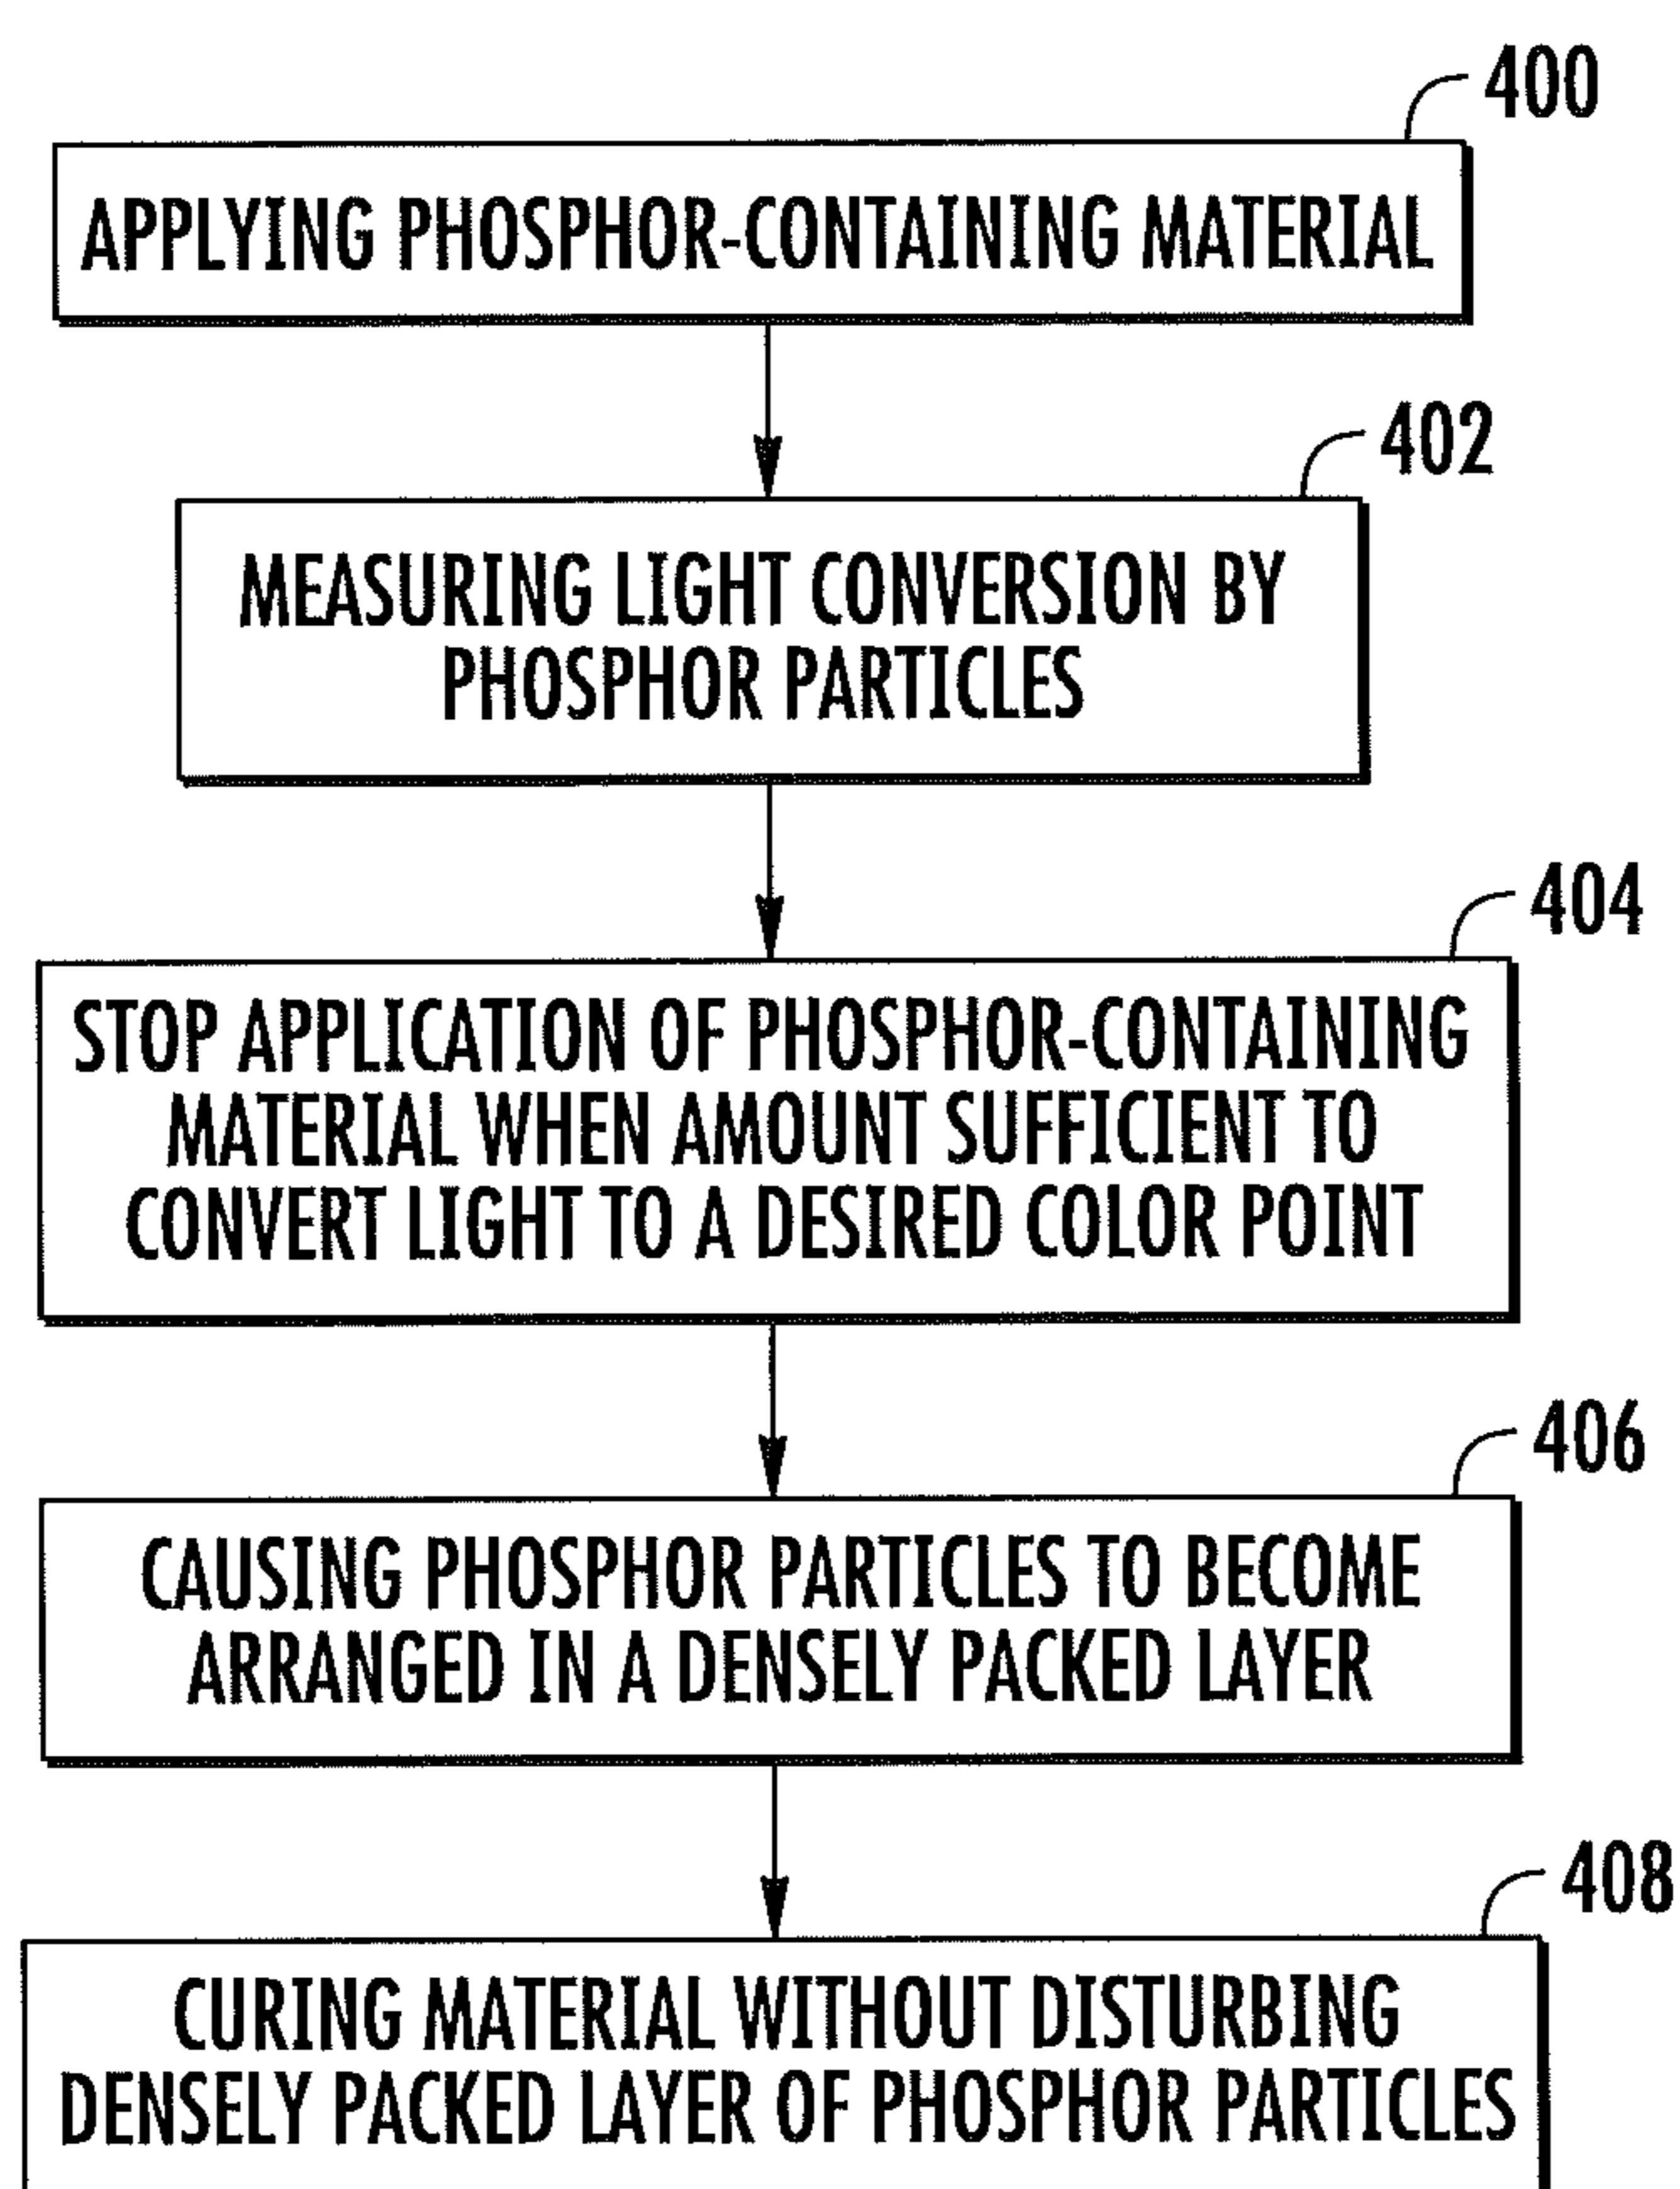 400
APPLYING PHOSPHOR-CONTAINING MATERIAL
402
MEASURING LIGHT CONVERSION BY
PHOSPHOR PARTICLES
404
STOP APPLICATION OF PHOSPHOR-CONTAINING
MATERIAL WHEN AMOUNT SUFFICIENT TO
CONVERT LIGHT TO A DESIRED COLOR POINT
406
CAUSING PHOSPHOR PARTICLES TO BECOME
ARRANGED IN A DENSELY PACKED LAYER
408
CURING MATERIAL WITHOUT DISTURBING
DENSELY PACKED LAYER OF PHOSPHOR PARTICLES